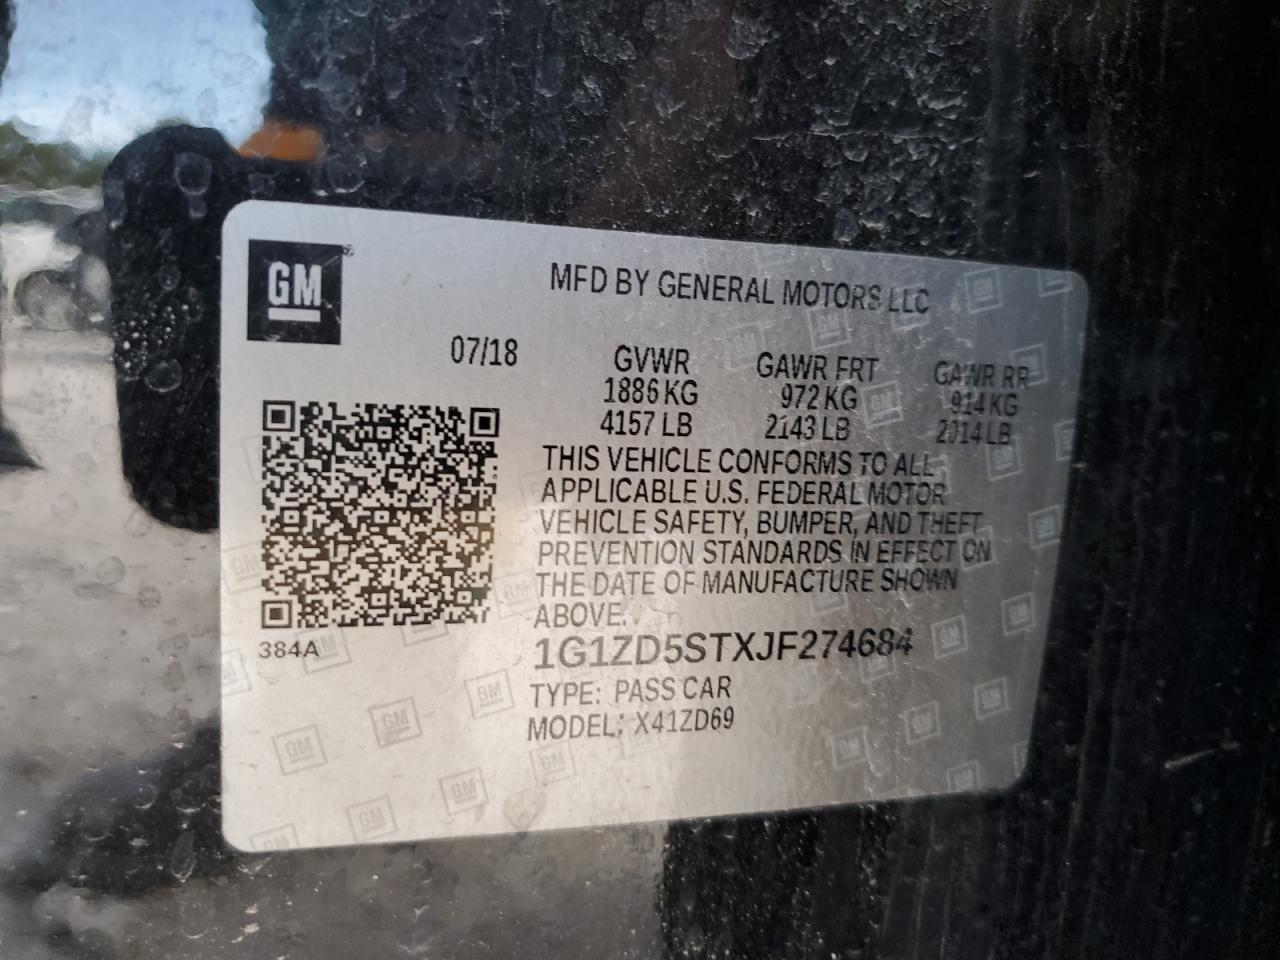 GM
MFD BY GENERAL MOTORS LLC
07/18 GVWR GAWR FRT GAWR RR
1886 KG 972 KG 914 KG
4157 LB 2143 LB 2014 LB
THIS VEHICLE CONFORMS TO ALL
APPLICABLE U.S. FEDERAL MOTOR
VEHICLE SAFETY, BUMPER, AND THEFT
PREVENTION STANDARDS IN EFFECT ON
THE DATE OF MANUFACTURE SHOWN
ABOVE.
384A
1G1ZD5STXJF274684
TYPE: PASS CAR
MODEL: X41ZD69